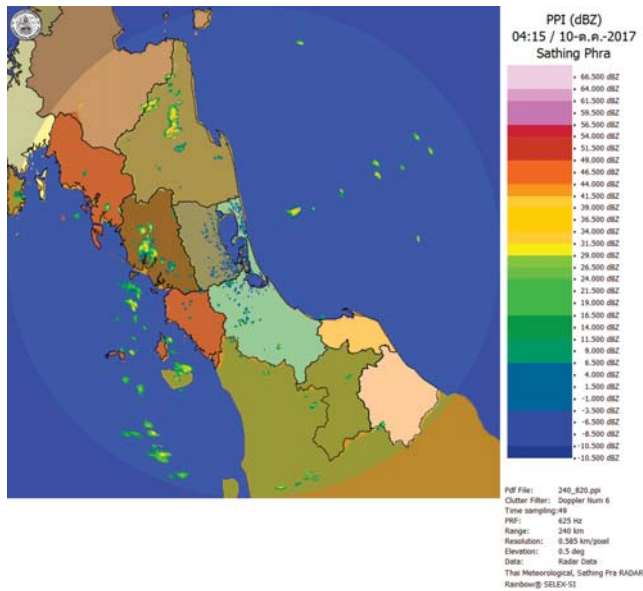 PPI (dBZ)
04:15 / 10-ต.ค.-2017
Sathing Phra
66.500 dBZ
64.000 dBZ
61.500 dBZ
59.500 dBZ
56.500 dBZ
54.000 dBZ
51.500 dBZ
49.000 dBZ
46.500 dBZ
44.000 dBZ
41.500 dBZ
39.000 dBZ
36.500 dBZ
34.000 dBZ
31.500 dBZ
29.000 dBZ
26.500 dBZ
24.000 dBZ
21.500 dBZ
19.000 dBZ
16.500 dBZ
14.000 dBZ
11.500 dBZ
9.000 dBZ
6.500 dBZ
4.000 dBZ
1.500 dBZ
-1.000 dBZ
-3.500 dBZ
-6.500 dBZ
-8.500 dBZ
-10.500 dBZ
-10.500 dBZ
Pdf File: 240_820.ppi
Clutter Filter: Doppler Num 6
Time sampling:49
PRF: 625 Hz
Range: 240 km
Resolution: 0.585 km/pixel
Elevation: 0.5 deg
Data: Radar Data
Thai Meteorological, Sathing Pra RADAR
Rainbow® SELEX-SI